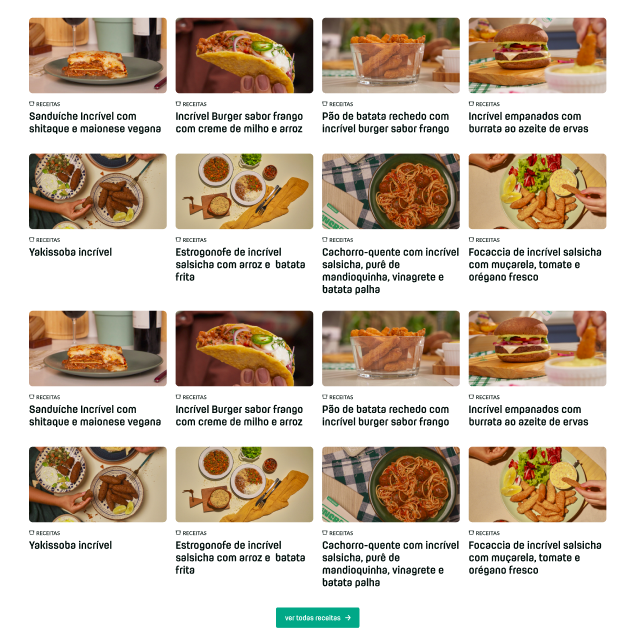 RECEITAS
Sanduíche Incrível com
shitaque e maionese vegana
RECEITAS
Incrível Burger sabor frango
com creme de milho e arroz
RECEITAS
Pão de batata rechedo com
incrível burger sabor frango
RECEITAS
Incrível empanados com
burrata ao azeite de ervas
RECEITAS
Yakissoba incrível
RECEITAS
Estrogonofe de incrível
salsicha com arroz e batata
frita
RECEITAS
Cachorro-quente com incrível
salsicha, purê de
mandioquinha, vinagrete e
batata palha
RECEITAS
Focaccia de incrível salsicha
com muçarela, tomate e
orégano fresco
RECEITAS
Sanduíche Incrível com
shitaque e maionese vegana
RECEITAS
Incrível Burger sabor frango
com creme de milho e arroz
RECEITAS
Pão de batata rechedo com
incrível burger sabor frango
RECEITAS
Incrível empanados com
burrata ao azeite de ervas
RECEITAS
Yakissoba incrível
RECEITAS
Estrogonofe de incrível
salsicha com arroz e batata
frita
RECEITAS
Cachorro-quente com incrível
salsicha, purê de
mandioquinha, vinagrete e
batata palha
RECEITAS
Focaccia de incrível salsicha
com muçarela, tomate e
orégano fresco
ver todas receitas →